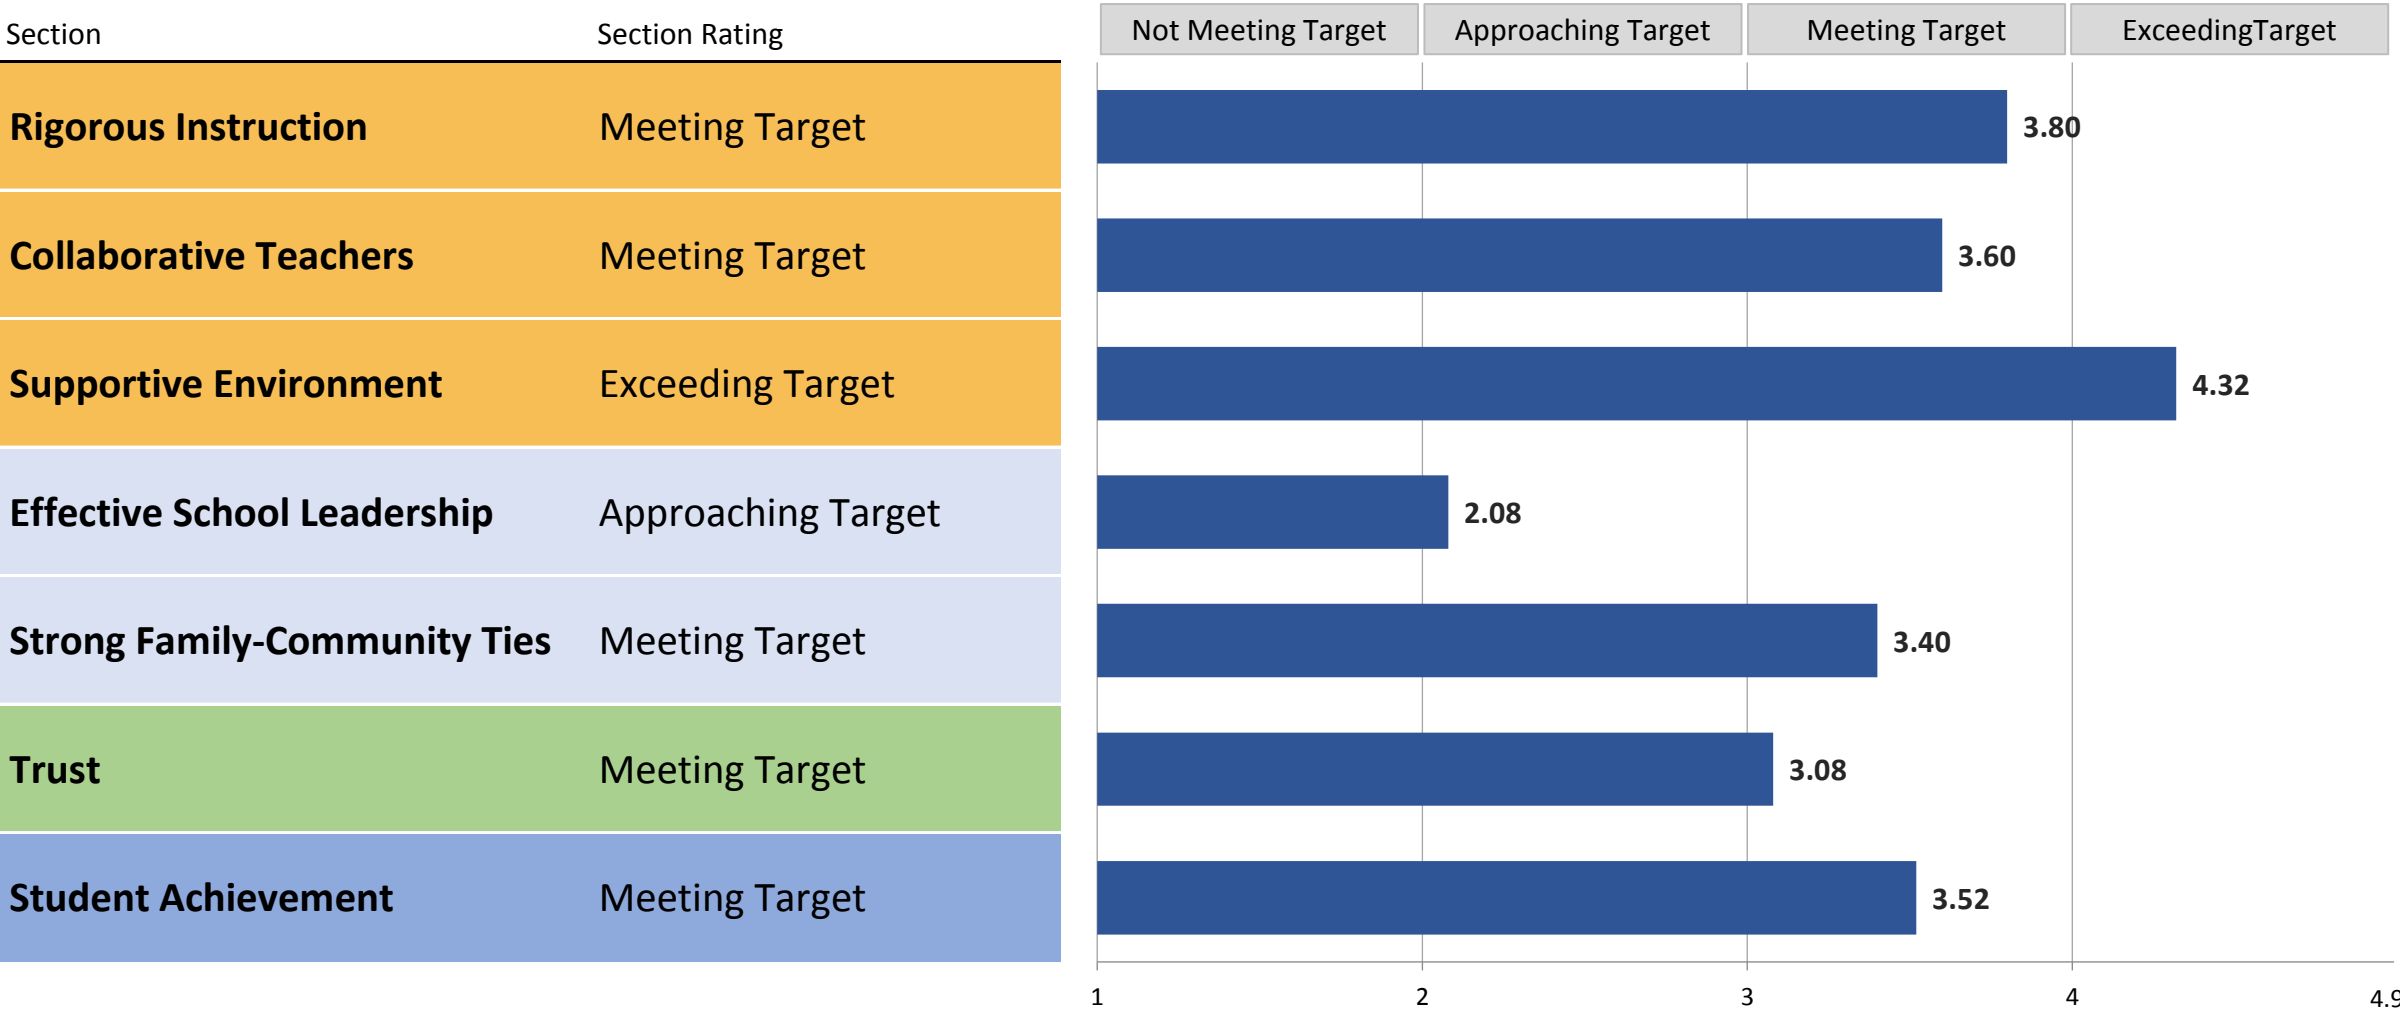 Section Section Rating Not Meeting Target Approaching Target Meeting Target ExceedingTarget
Rigorous Instruction Meeting Target 3.80
Collaborative Teachers Meeting Target 3.60
Supportive Environment Exceeding Target 4.32
Effective School Leadership Approaching Target 2.08
Strong Family-Community Ties Meeting Target 3.40
Trust Meeting Target 3.08
Student Achievement Meeting Target 3.52
1 2 3 4 4.9